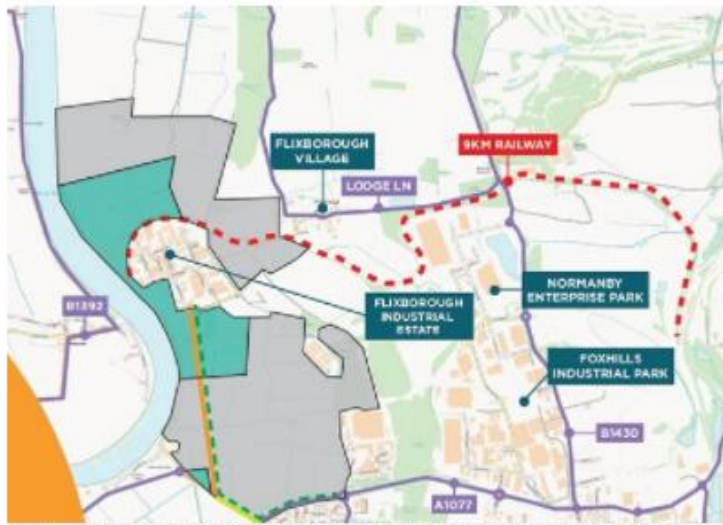 FLIXBOROUGH
VILLAGE
9KM RAILWAY
LODGE LN
B1392
FLIXBOROUGH
INDUSTRIAL
ESTATE
NORMANBY
ENTERPRISE PARK
FOXHILLS
INDUSTRIAL PARK
B1430
A1077